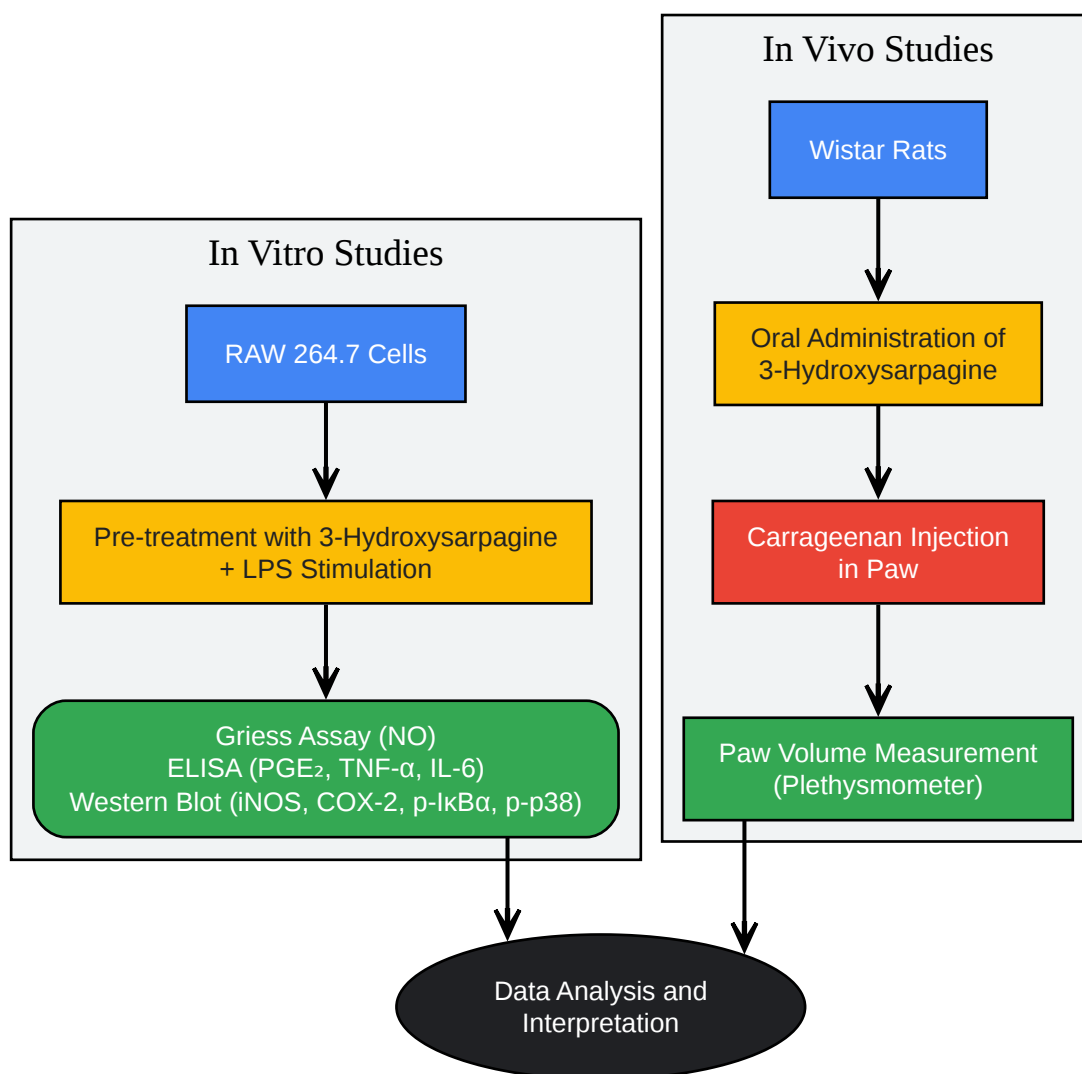 In Vitro Studies
RAW 264.7 Cells
Pre-treatment with 3-Hydroxysarpagine
+ LPS Stimulation
Griess Assay (NO)
ELISA (PGE₂, TNF-α, IL-6)
Western Blot (iNOS, COX-2, p-IκBα, p-p38)
In Vivo Studies
Wistar Rats
Oral Administration of
3-Hydroxysarpagine
Carrageenan Injection
in Paw
Paw Volume Measurement
(Plethysmometer)
Data Analysis and
Interpretation